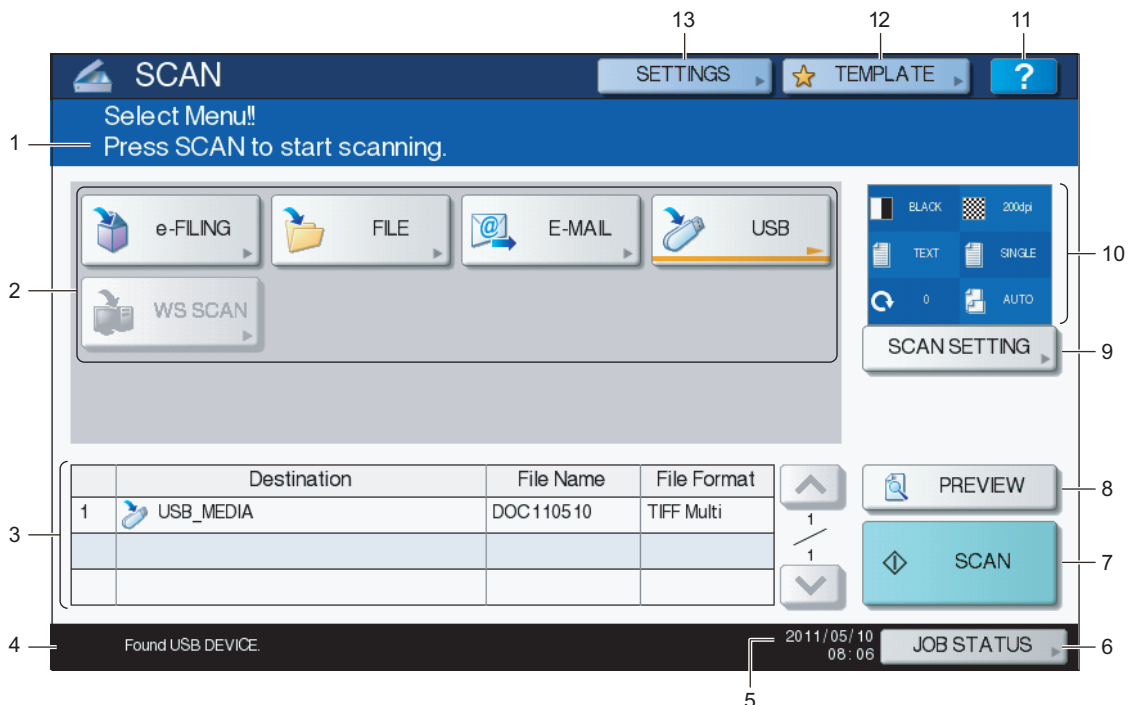 13
12
11
SCAN
SETTINGS
TEMPLATE
?
Select Menu!!
1
Press SCAN to start scanning.
e-FILING
FILE
E-MAIL
USB
BLACK
200dpi
TEXT
SINGLE
10
0
AUTO
2
WS SCAN
SCAN SETTING
9
Destination
File Name
File Format
PREVIEW
8
1
USB_MEDIA
DOC110510
TIFF Multi
1
3
1
SCAN
7
4
Found USB DEVICE.
2011/05/10
08:06
JOB STATUS
6
5